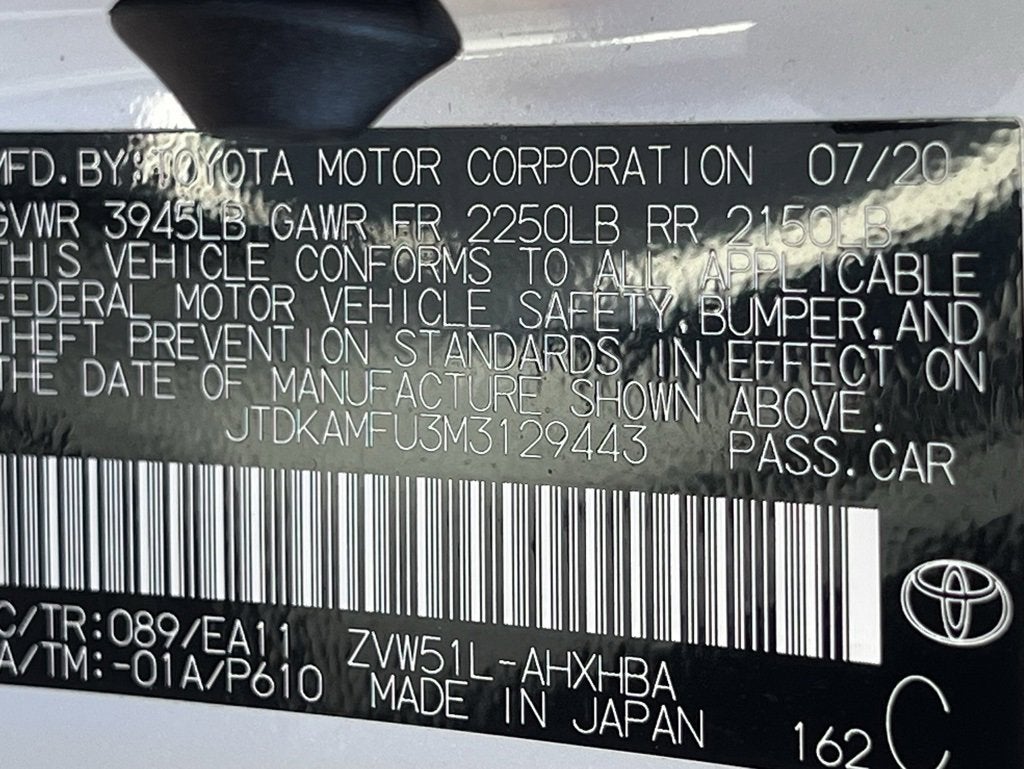 MFD. BY: TOYOTA MOTOR CORPORATION 07/20
GVWR 3945LB GAWR FR 2250LB RR 2150LB
THIS VEHICLE CONFORMS TO ALL APPLICABLE
FEDERAL MOTOR VEHICLE SAFETY, BUMPER, AND
THEFT PREVENTION STANDARDS IN EFFECT ON
THE DATE OF MANUFACTURE SHOWN ABOVE.
JTDKAMFU3M3129443 PASS. CAR
C/TR:089/EA11 ZVW51L-AHXHBA
A/TM:-01A/P610 MADE IN JAPAN
162 C